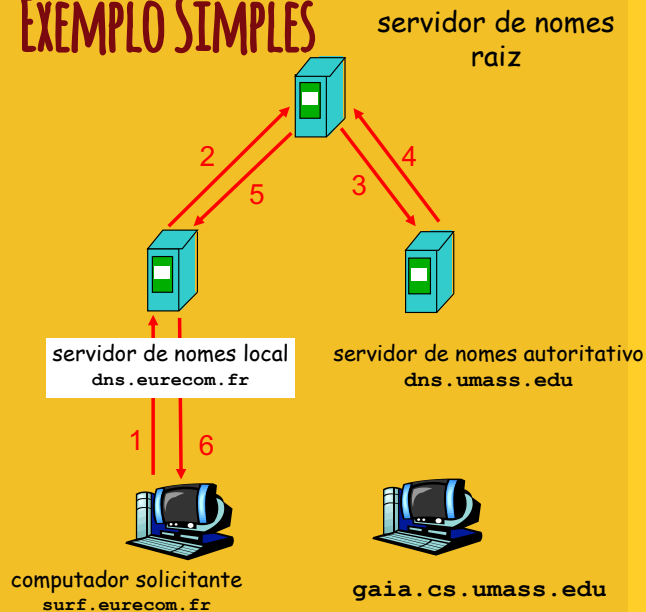 EXEMPLO SIMPLES
servidor de nomes
raiz
2
5
3
4
servidor de nomes local
dns.eurecom.fr
servidor de nomes autoritativo
dns.umass.edu
1
6
computador solicitante
surf.eurecom.fr
gaia.cs.umass.edu